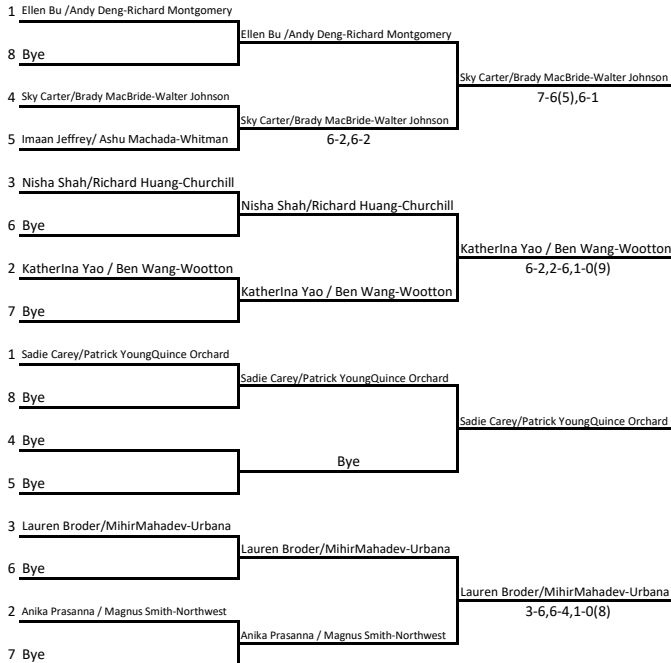 1 Ellen Bu /Andy Deng-Richard Montgomery
Ellen Bu /Andy Deng-Richard Montgomery
8 Bye
Sky Carter/Brady MacBride-Walter Johnson
7-6(5),6-1
4 Sky Carter/Brady MacBride-Walter Johnson
Sky Carter/Brady MacBride-Walter Johnson
5 Imaan Jeffrey/ Ashu Machada-Whitman
6-2,6-2
3 Nisha Shah/Richard Huang-Churchill
Nisha Shah/Richard Huang-Churchill
6 Bye
KatherIna Yao / Ben Wang-Wootton
2 KatherIna Yao / Ben Wang-Wootton
6-2,2-6,1-0(9)
KatherIna Yao / Ben Wang-Wootton
7 Bye
1 Sadie Carey/Patrick YoungQuince Orchard
Sadie Carey/Patrick YoungQuince Orchard
8 Bye
Sadie Carey/Patrick YoungQuince Orchard
4 Bye
Bye
5 Bye
3 Lauren Broder/MihirMahadev-Urbana
Lauren Broder/MihirMahadev-Urbana
6 Bye
Lauren Broder/MihirMahadev-Urbana
2 Anika Prasanna / Magnus Smith-Northwest
3-6,6-4,1-0(8)
Anika Prasanna / Magnus Smith-Northwest
7 Bye